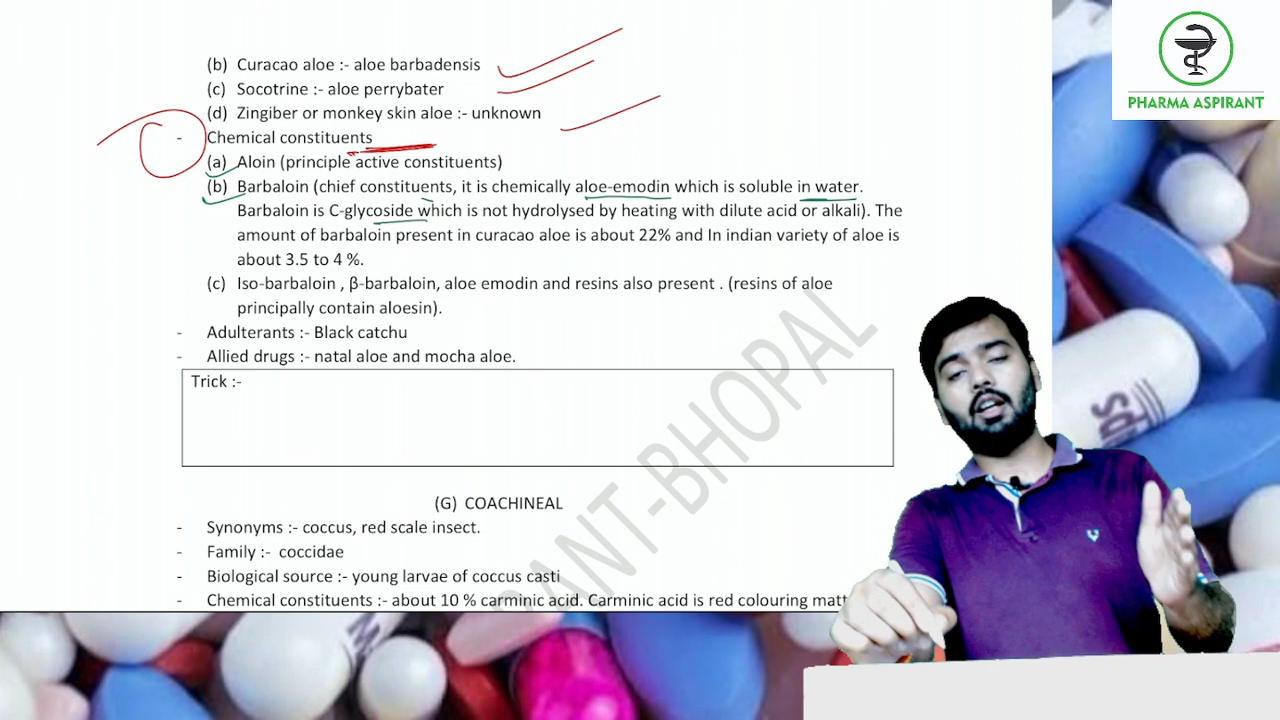 (b) Curacao aloe :- aloe barbadensis
(c) Socotrine :- aloe perrybater
(d) Zingiber or monkey skin aloe :- unknown
- Chemical constituents
(a) Aloin (principle active constituents)
(b) Barbaloin (chief constituents, it is chemically aloe-emodin which is soluble in water.
Barbaloin is C-glycoside which is not hydrolysed by heating with dilute acid or alkali). The
amount of barbaloin present in curacao aloe is about 22% and In indian variety of aloe is
about 3.5 to 4 %.
(c) Iso-barbaloin , β-barbaloin, aloe emodin and resins also present . (resins of aloe
principally contain aloesin).
- Adulterants :- Black catchu
- Allied drugs :- natal aloe and mocha aloe.
Trick :-
(G) COACHINEAL
- Synonyms :- coccus, red scale insect.
- Family :- coccidae
- Biological source :- young larvae of coccus casti
- Chemical constituents :- about 10 % carminic acid. Carminic acid is red colouring matt
PHARMA ASPIRANT
ANT-BHOPAL